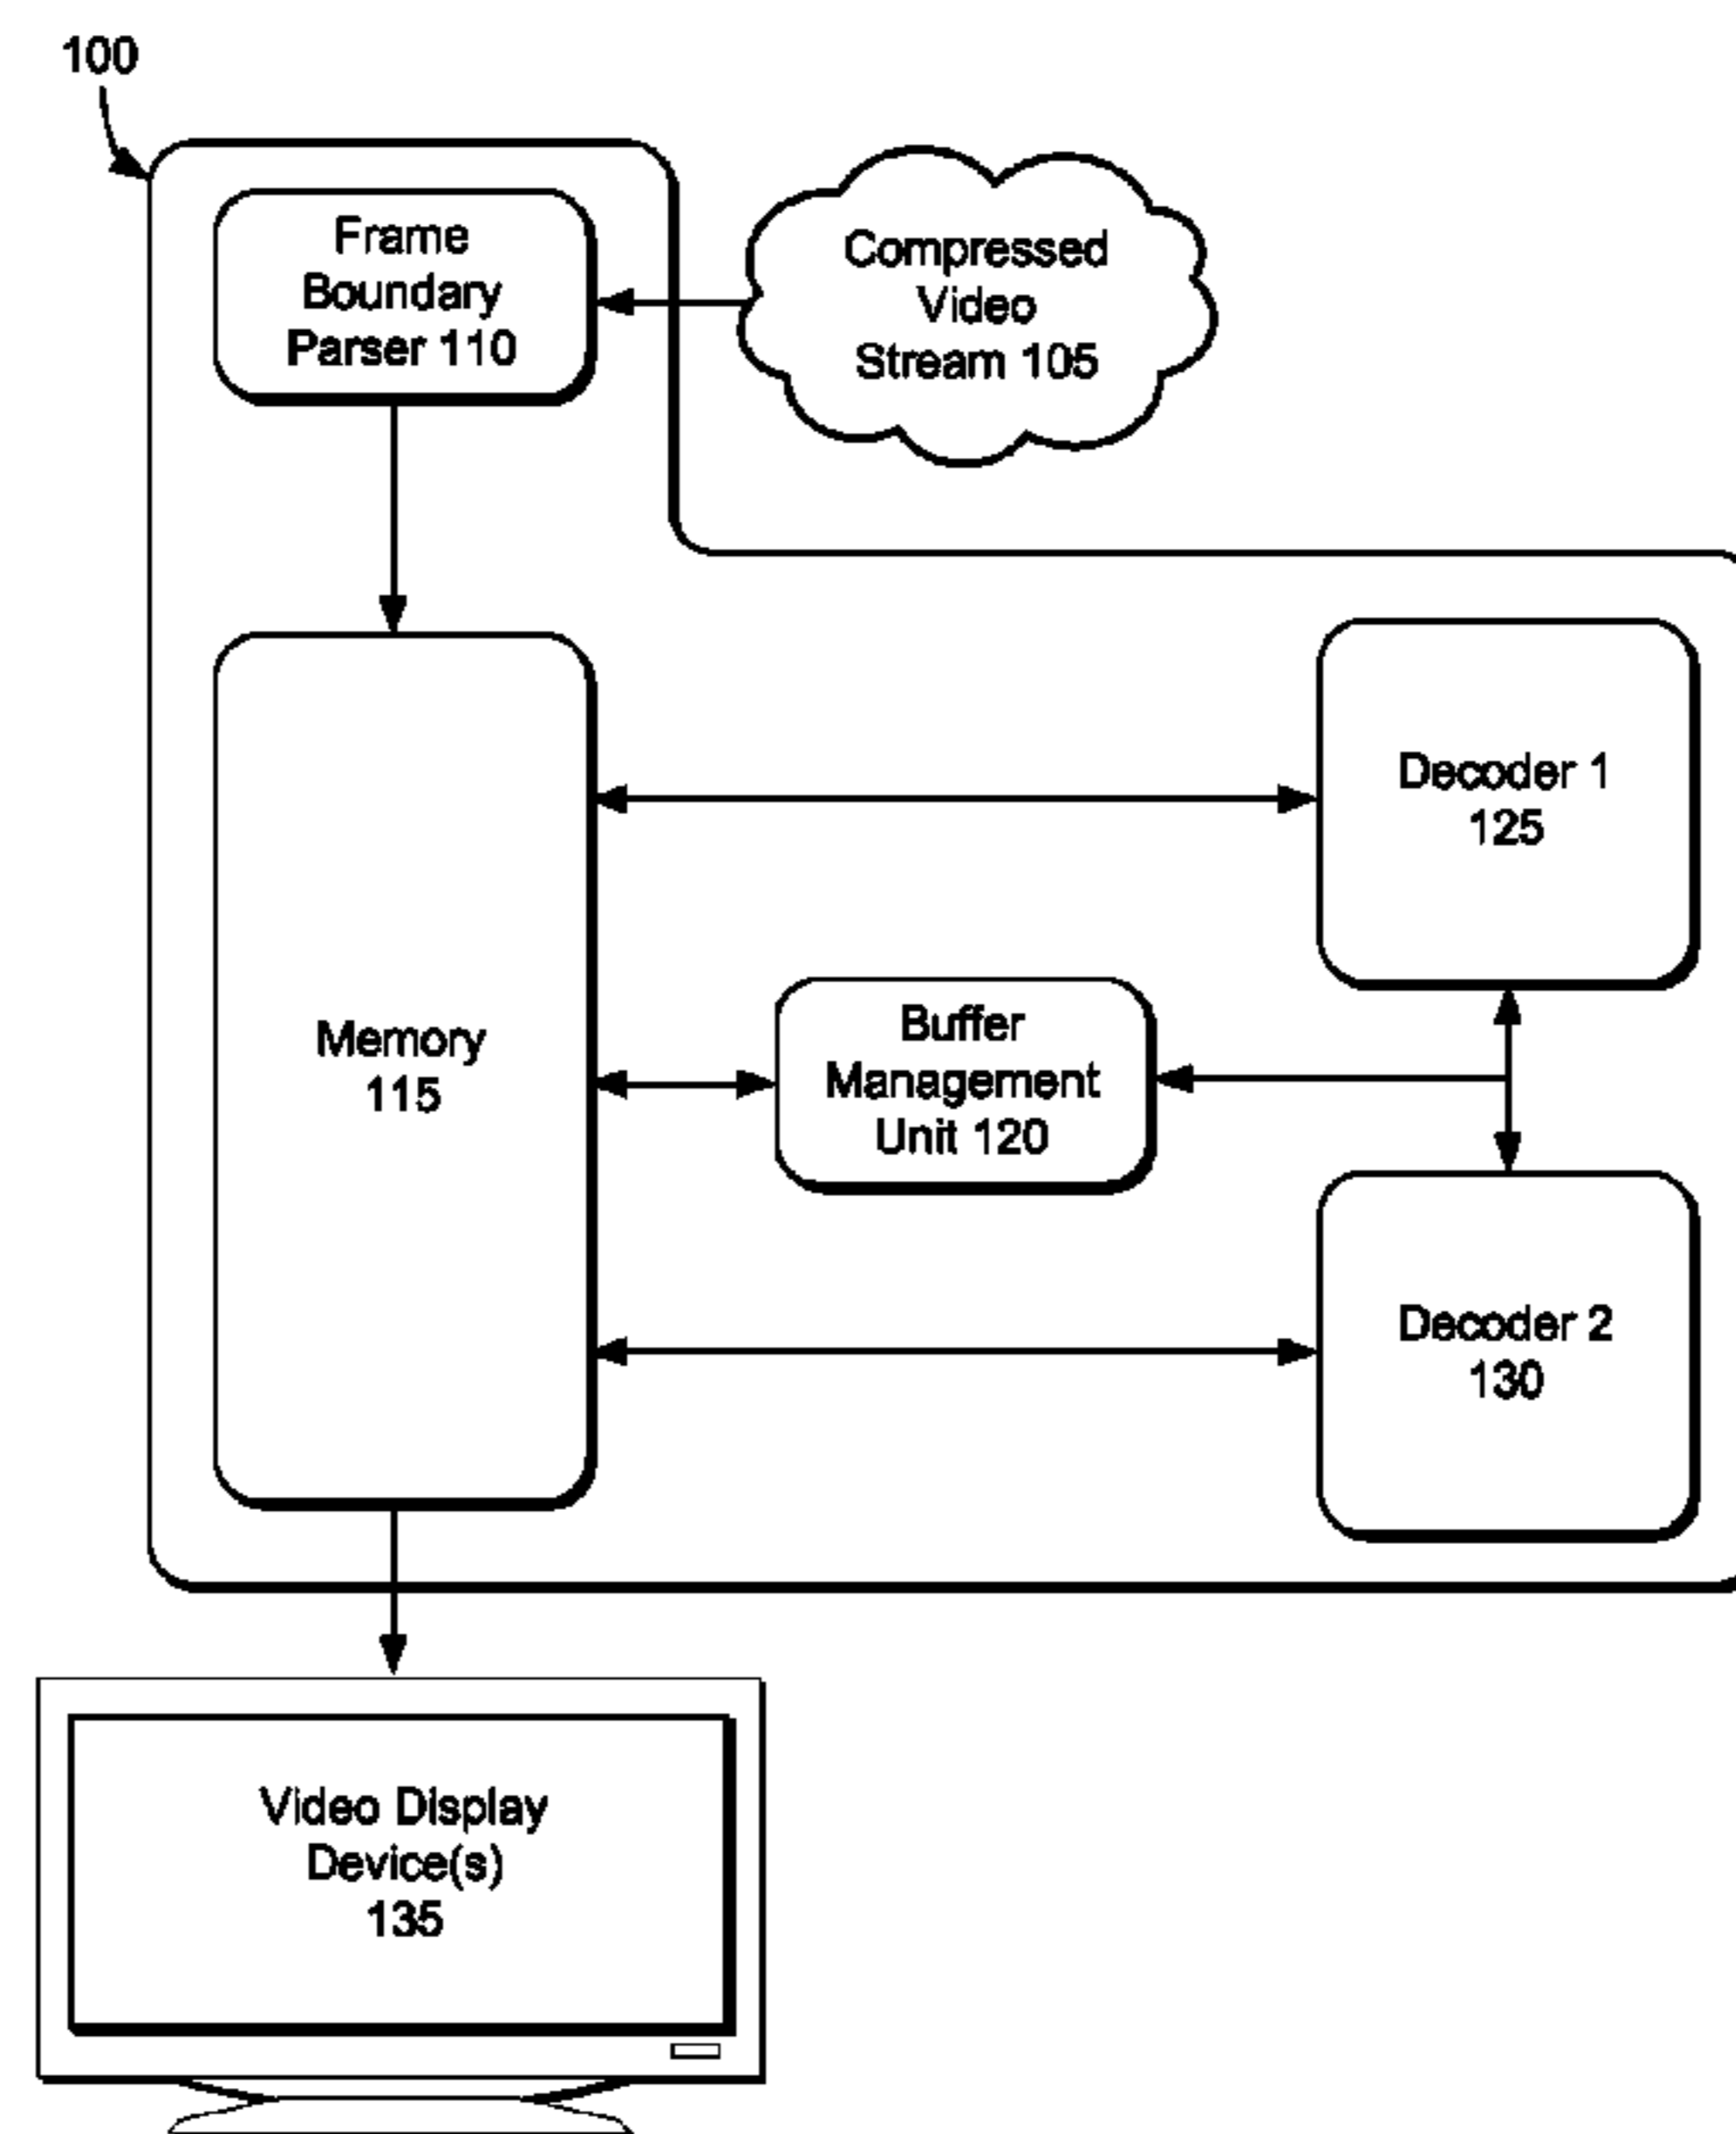 100
Frame
Boundary
Parser 110
Compressed
Video
Stream 105
Decoder 1
125
Memory
115
Buffer
Management
Unit 120
Decoder 2
130
Video Display
Device(s)
135